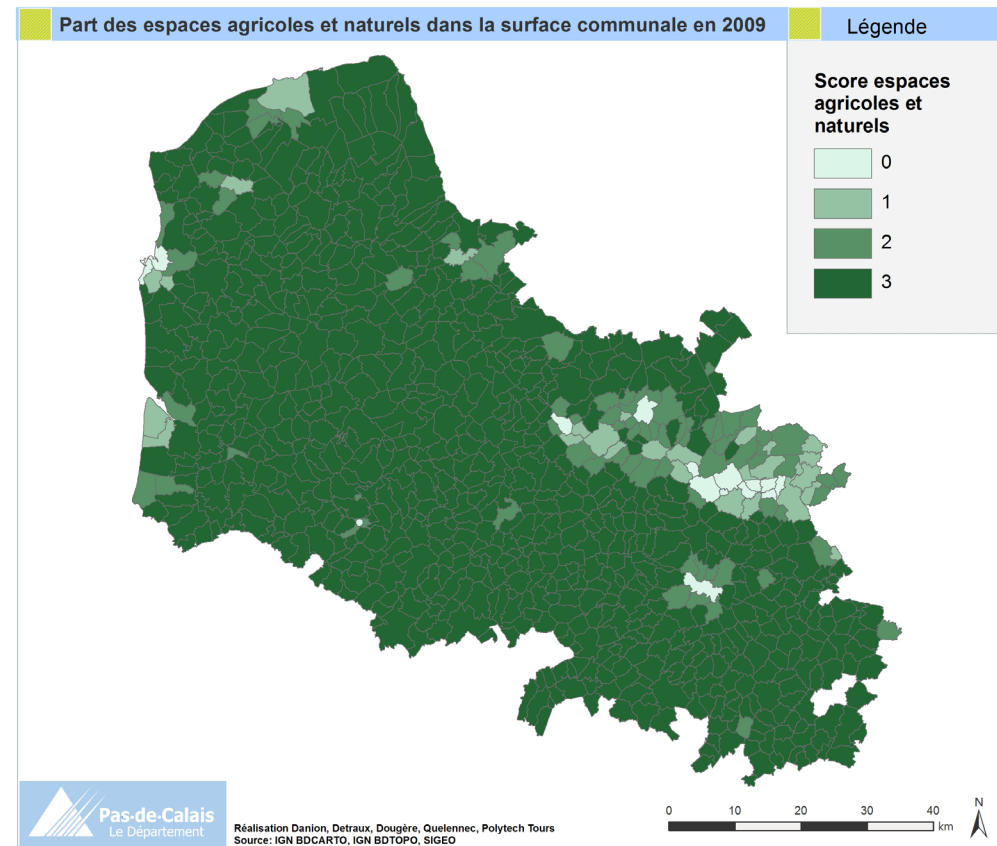 Part des espaces agricoles et naturels dans la surface communale en 2009
Légende
Score espaces
agricoles et
naturels
0
1
2
3
Pas-de-Calais
Le Département
Réalisation Danion, Detraux, Dougère, Quelennec, Polytech Tours
Source: IGN BDCARTO, IGN BDTOPO, SIGEO
0 10 20 30 40
km
N